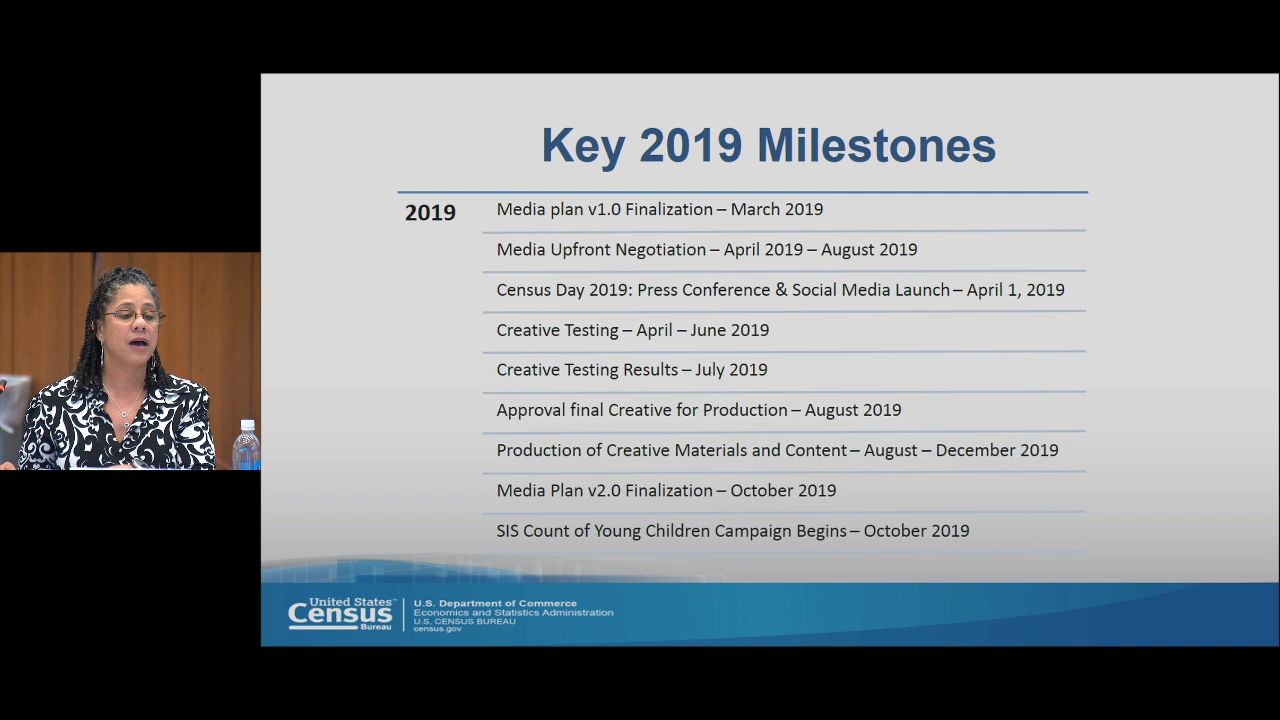 Key 2019 Milestones
2019
Media plan v1.0 Finalization – March 2019
Media Upfront Negotiation – April 2019 – August 2019
Census Day 2019: Press Conference & Social Media Launch – April 1, 2019
Creative Testing – April – June 2019
Creative Testing Results – July 2019
Approval final Creative for Production – August 2019
Production of Creative Materials and Content – August – December 2019
Media Plan v2.0 Finalization – October 2019
SIS Count of Young Children Campaign Begins – October 2019
United States™
Census
Bureau
U.S. Department of Commerce
Economics and Statistics Administration
U.S. CENSUS BUREAU
census.gov